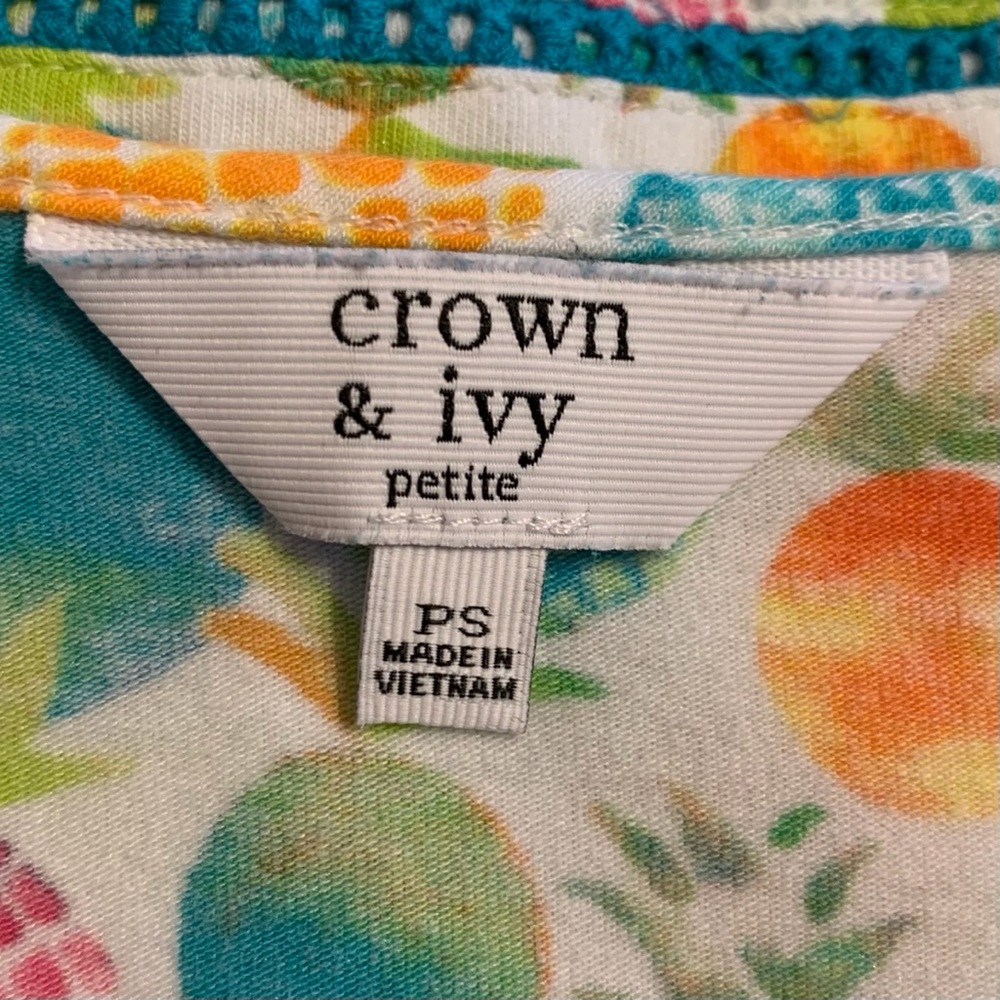 crown
& ivy
petite
PS
MADE IN
VIETNAM